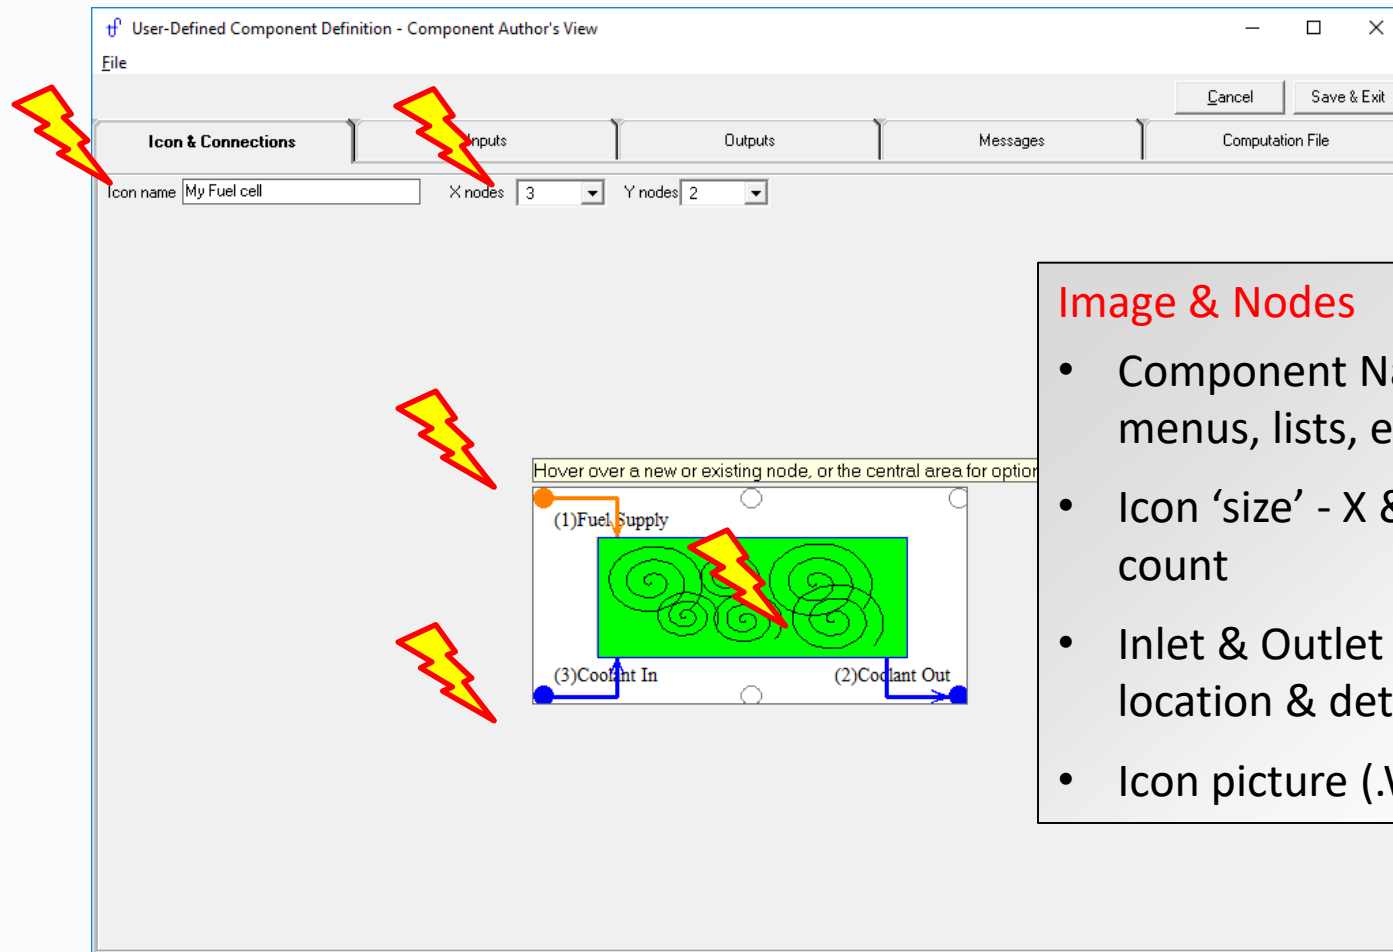 User-Defined Component Definition - Component Author's View
File
Cancel Save & Exit
Icon & Connections Inputs Outputs Messages Computation File
Icon name My Fuel cell X nodes 3 Y nodes 2
Image & Nodes
• Component
menus, lists,
Hover over a new or existing node, or the central area for
• Icon ‘size’ - X &
count
(1)Fuel Supply
(3)Coolant In (2)Coolant Out
• Inlet & Outlet
location &
• Icon picture